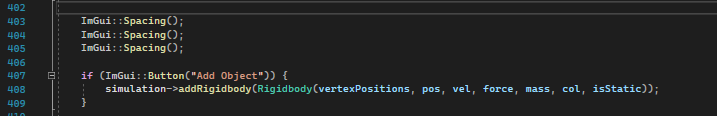 402
403 ImGui::Spacing();
404 ImGui::Spacing();
405 ImGui::Spacing();
406
407 if (ImGui::Button("Add Object")) {
408 simulation->addRigidbody(Rigidbody(vertexPositions, pos, vel, force, mass, col, isStatic));
409 }